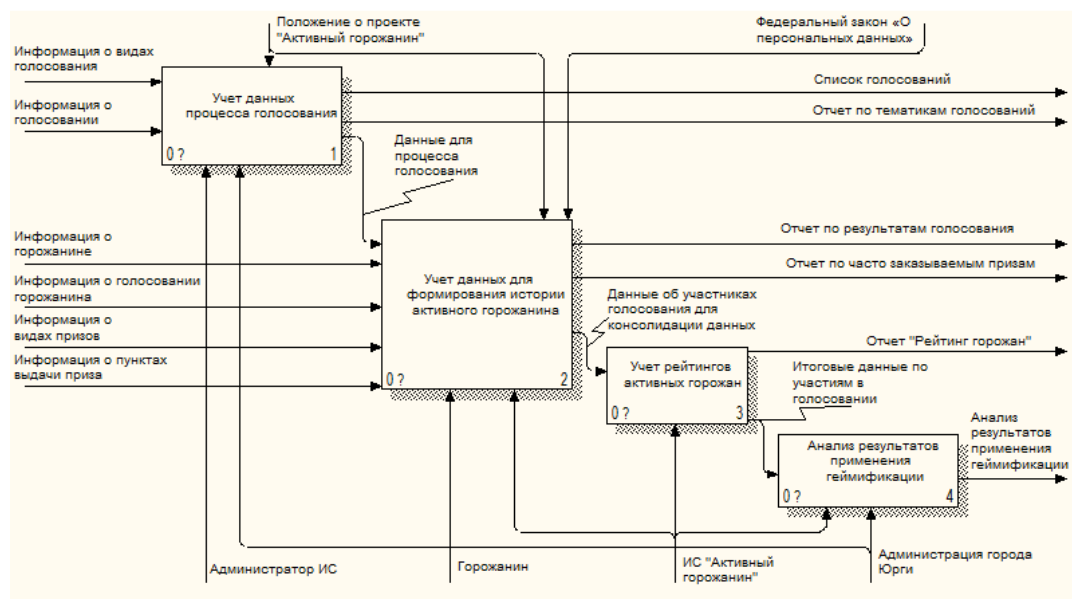 Положение о проекте
"Активный горожанин"
Федеральный закон «О
персональных данных»
Информация о видах
голосования
Информация о
голосовании
Учет данных
процесса голосования
0 ?
1
Список голосований
Отчет по тематикам голосований
Данные для
процесса
голосования
Информация о
горожанине
Информация о голосовании
горожанина
Информация о
видах призов
Информация о пунктах
выдачи приза
Учет данных для
формирования истории
активного горожанина
0 ?
2
Отчет по результатам голосования
Отчет по часто заказываемым призам
Данные об участниках
голосования для
консолидации данных
Учет рейтингов
активных горожан
0 ?
3
Отчет "Рейтинг горожан"
Итоговые данные по
участиям в
голосовании
Анализ результатов
применения
геймификации
0 ?
4
Анализ
результатов
применения
геймификации
Администратор ИС
Горожанин
ИС "Активный
горожанин"
Администрация города
Юрги